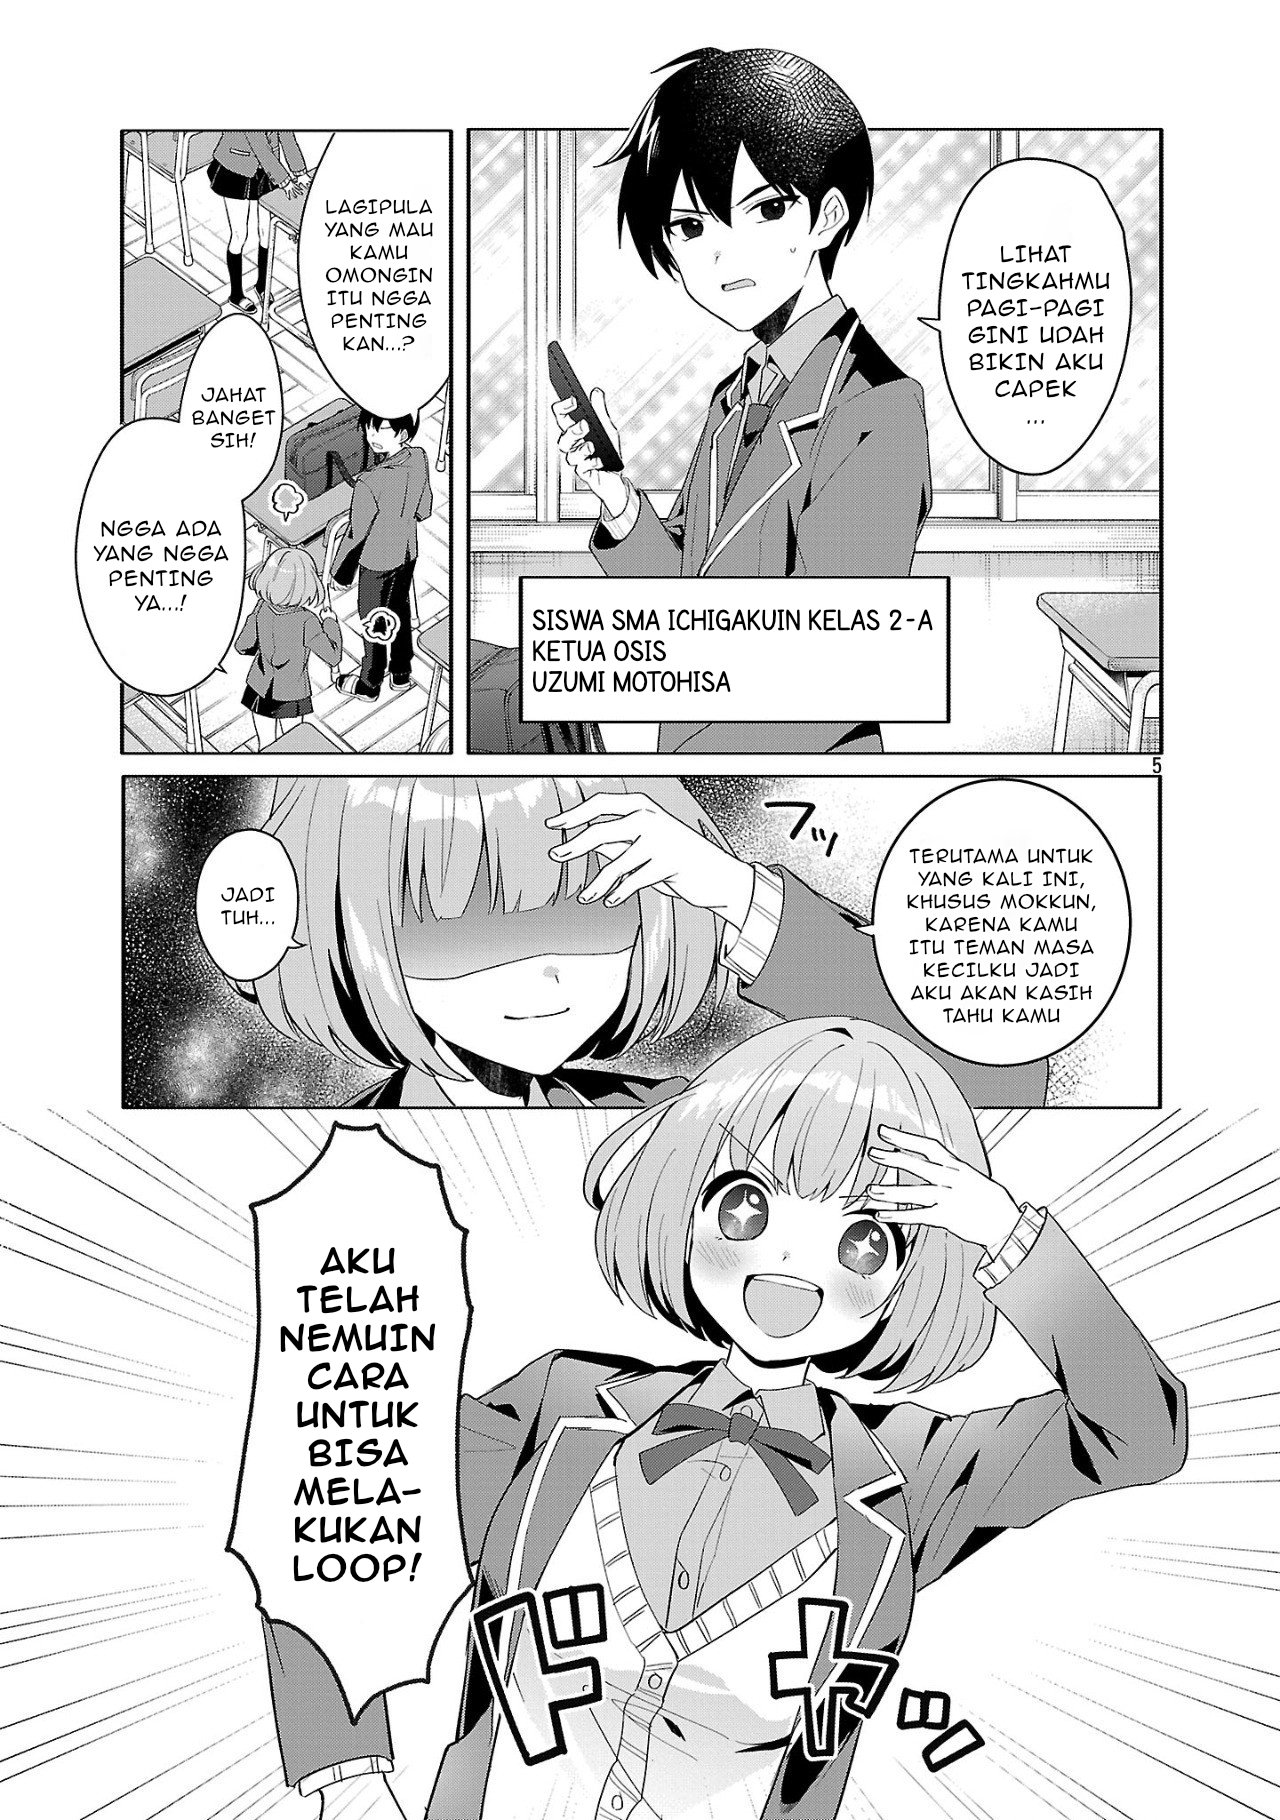 LIHAT
TINGKAHMU
PAGI-PAGI
GINI UDAH
BIKIN AKU
CAPEK
...
SISWA SMA ICHIGAKUIN KELAS 2-A
KETUA OSIS
UZUMI MOTOHISA
LAGIPULA
YANG MAU
KAMU
OMONGIN
ITU NGGA
PENTING
KAN...?
JAHAT
BANGET
SIH!
NGGA ADA
YANG NGGA
PENTING
YA...!
5
TERUTAMA UNTUK
YANG KALI INI,
KHUSUS MOKKUN,
KARENA KAMU
ITU TEMAN MASA
KECILKU JADI
AKU AKAN KASIH
TAHU KAMU
フッ
JADI
TUH...
AKU
TELAH
NEMUIN
CARA
UNTUK
BISA
MELA-
KUKAN
LOOP!
ドヤッ